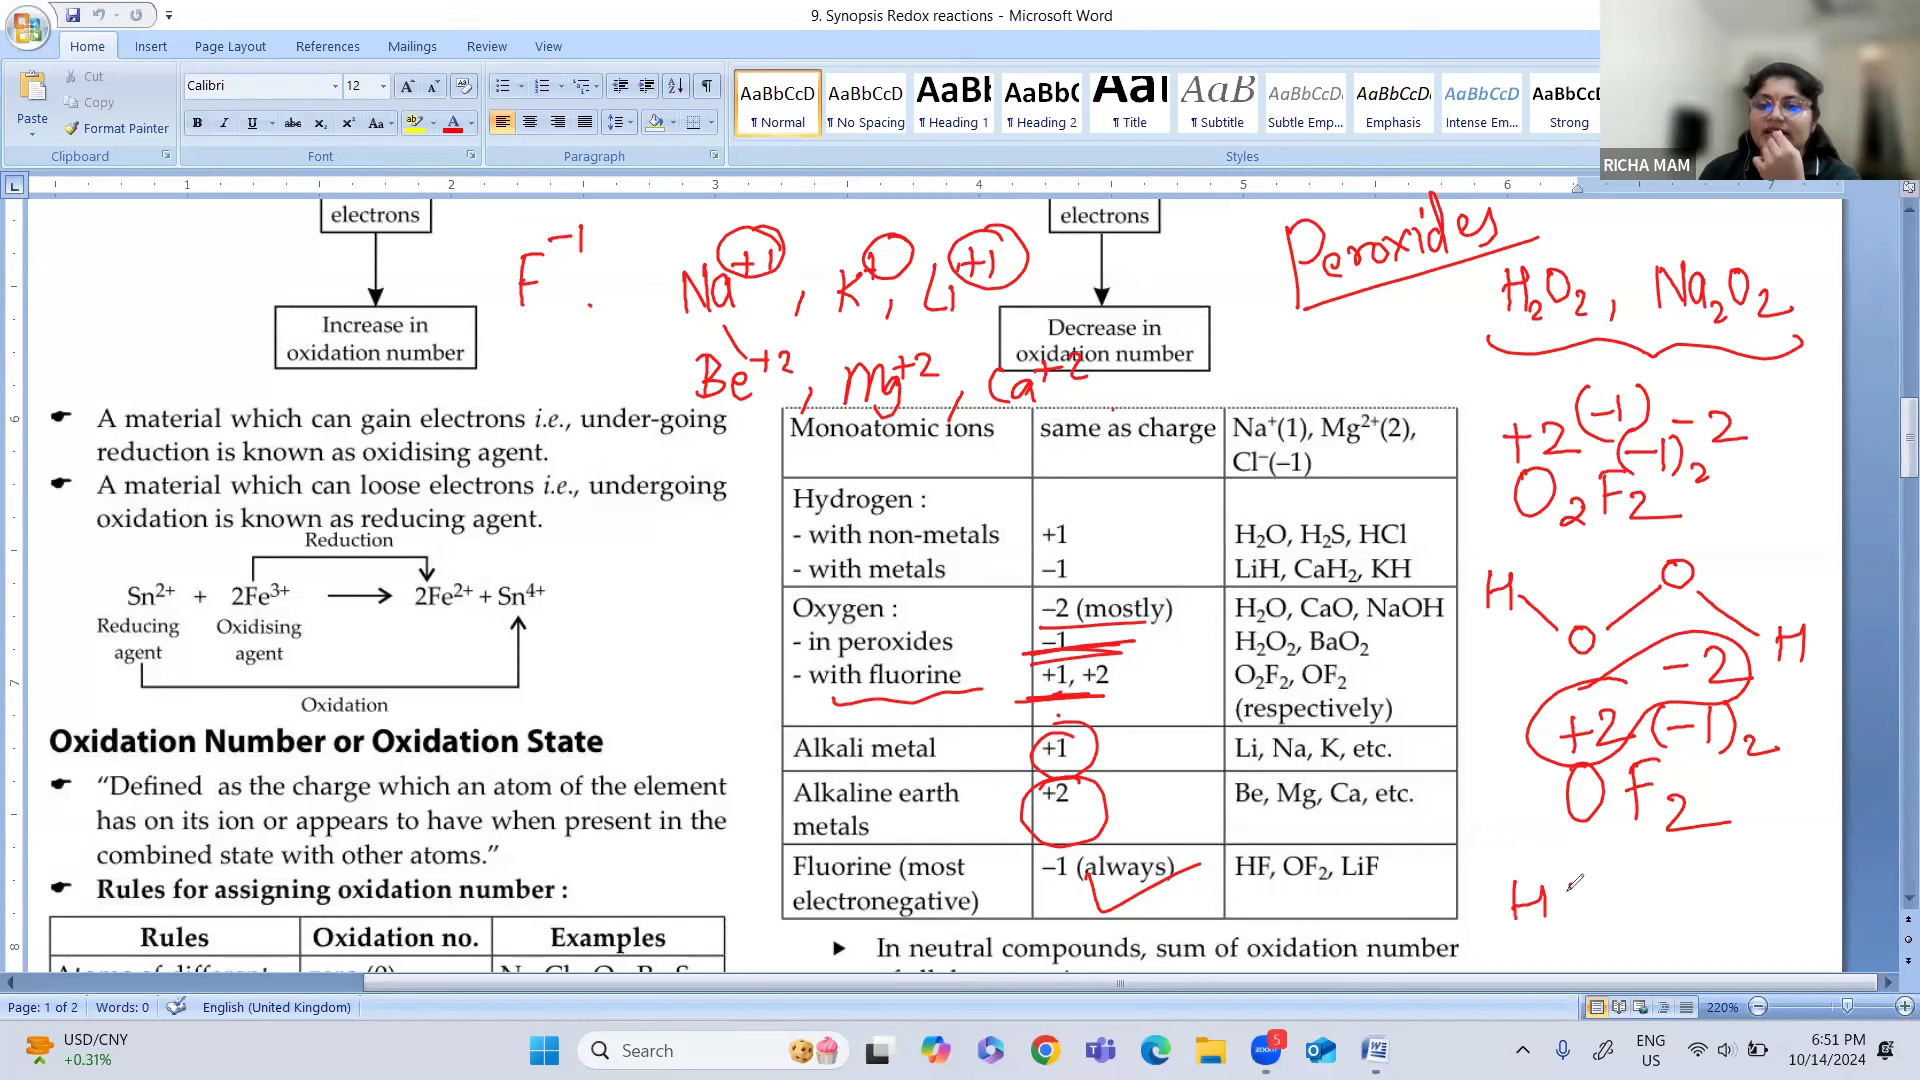 9. Synopsis Redox reactions - Microsoft Word
Home Insert Page Layout References Mailings Review View
Paste
Cut
Copy
Format Painter
Clipboard
Calibri 12
Font
Paragraph
AaBbCcD AaBbCcD AaBbC AaBbCc AaB AaBbCcD AaBbCcD AaBbCcD AaBbCcD
¶ Normal ¶ No Spacing ¶ Heading 1 ¶ Heading 2 ¶ Title ¶ Subtitle Subtle Emp... Emphasis Intense Em... Strong
Styles
RICHA MAM
1 2 3 4 5 6 7
electrons
Increase in
oxidation number
electrons
Decrease in
oxidation number
F⁻¹
Na⁺¹, K⁺, Li⁺¹
Be⁺², Mg⁺², Ca⁺²
Peroxides
H₂O₂, Na₂O₂
A material which can gain electrons i.e., under-going
reduction is known as oxidising agent.
A material which can loose electrons i.e., undergoing
oxidation is known as reducing agent.
Reduction
Sn²⁺ + 2Fe³⁺ ⟶ 2Fe²⁺ + Sn⁴⁺
Reducing agent
Oxidising agent
Oxidation
Oxidation Number or Oxidation State
“Defined as the charge which an atom of the element
has on its ion or appears to have when present in the
combined state with other atoms.”
Rules for assigning oxidation number :
Rules Oxidation no. Examples
Monoatomic ions same as charge Na⁺(1), Mg²⁺(2),
Cl⁻(–1)
Hydrogen :
- with non-metals +1 H₂O, H₂S, HCl
- with metals –1 LiH, CaH₂, KH
Oxygen : –2 (mostly) H₂O, CaO, NaOH
- in peroxides –1 H₂O₂, BaO₂
- with fluorine +1, +2 O₂F₂, OF₂
(respectively)
Alkali metal +1 Li, Na, K, etc.
Alkaline earth +2 Be, Mg, Ca, etc.
metals
Fluorine (most –1 (always) HF, OF₂, LiF
electronegative)
In neutral compounds, sum of oxidation number
(-1)
+2 (-1)₂ -2
O₂F₂
H O O H
-2
+2 (-1)₂
OF₂
H
Page: 1 of 2 Words: 0 English (United Kingdom) 220%
USD/CNY
+0.31%
Search
5
ENG
US
6:51 PM
10/14/2024